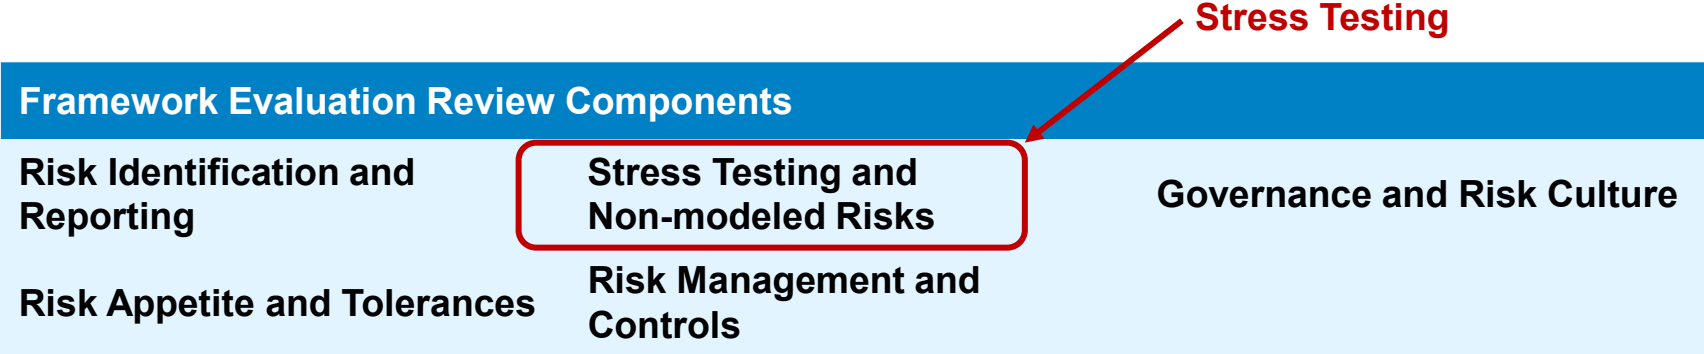 Stress Testing
Framework Evaluation Review Components
Risk Identification and
Reporting
Stress Testing and
Non-modeled Risks
Governance and Risk Culture
Risk Appetite and Tolerances
Risk Management and
Controls